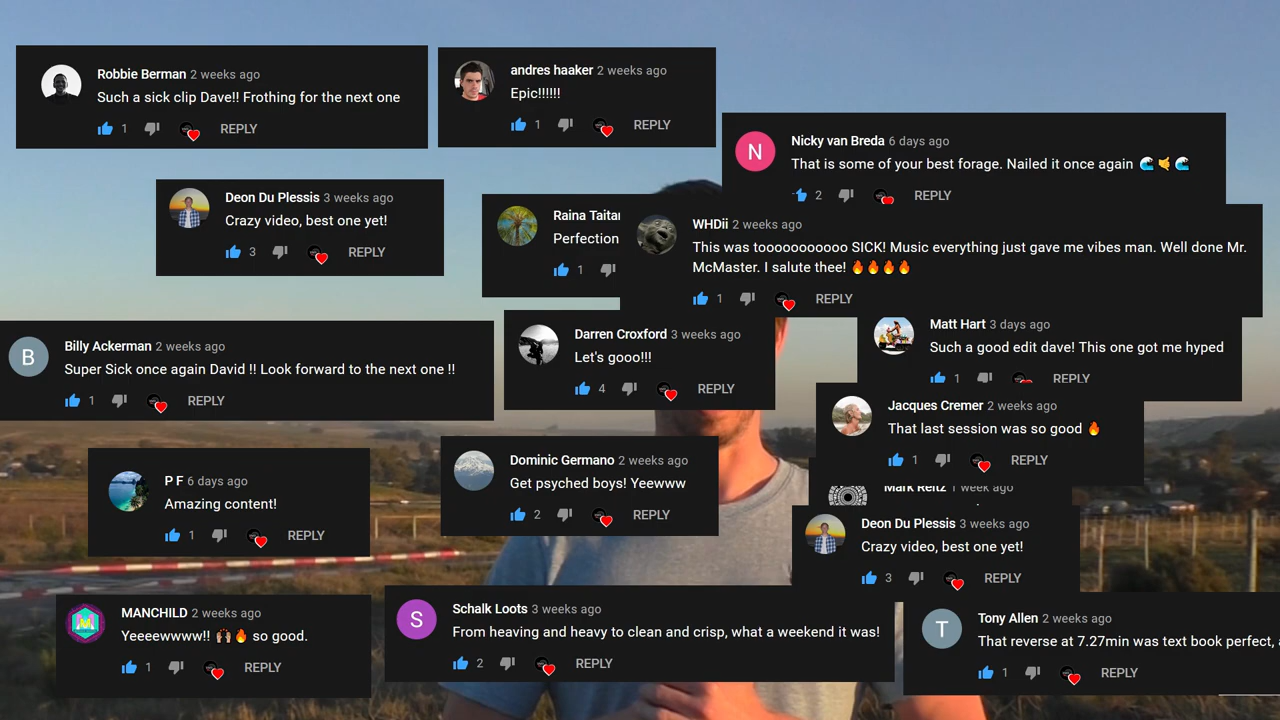 Robbie Berman 2 weeks ago
Such a sick clip Dave!! Frothing for the next one
1 REPLY
andres haaker 2 weeks ago
Epic!!!!!!
1 REPLY
Nicky van Breda 6 days ago
That is some of your best forage. Nailed it once again 🌊🤙🌊
2 REPLY
Deon Du Plessis 3 weeks ago
Crazy video, best one yet!
3 REPLY
Raina Taitar
Perfection
1
WHDii 2 weeks ago
This was tooooooooooo SICK! Music everything just gave me vibes man. Well done Mr.
McMaster. I salute thee! 🔥🔥🔥🔥
1 REPLY
Billy Ackerman 2 weeks ago
Super Sick once again David !! Look forward to the next one !!
B
1 REPLY
Darren Croxford 3 weeks ago
Let's gooo!!!
4 REPLY
Matt Hart 3 days ago
Such a good edit dave! This one got me hyped
1 REPLY
Jacques Cremer 2 weeks ago
That last session was so good 🔥
1 REPLY
P F 6 days ago
Amazing content!
1 REPLY
Dominic Germano 2 weeks ago
Get psyched boys! Yeewww
2 REPLY
Mark Reitz 1 week ago
Deon Du Plessis 3 weeks ago
Crazy video, best one yet!
3 REPLY
MANCHILD 2 weeks ago
Yeeeewwww!! 🙌🏾🔥 so good.
1 REPLY
S
Schalk Loots 3 weeks ago
From heaving and heavy to clean and crisp, what a weekend it was!
2 REPLY
T
Tony Allen 2 weeks ago
That reverse at 7.27min was text book perfect,
1 REPLY
N